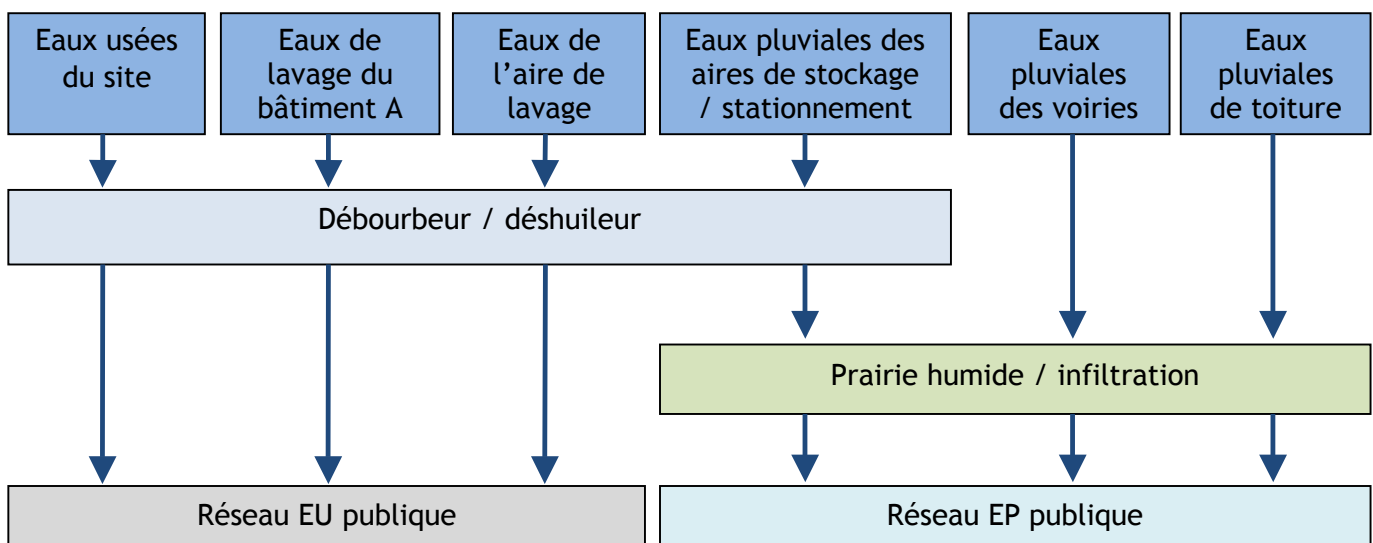 Eaux usées
du site
Eaux de
lavage du
bâtiment A
Eaux de
l’aire de
lavage
Eaux pluviales des
aires de stockage
/ stationnement
Eaux
pluviales
des voiries
Eaux
pluviales
de toiture
Débourbeur / déshuileur
Prairie humide / infiltration
Réseau EU publique
Réseau EP publique